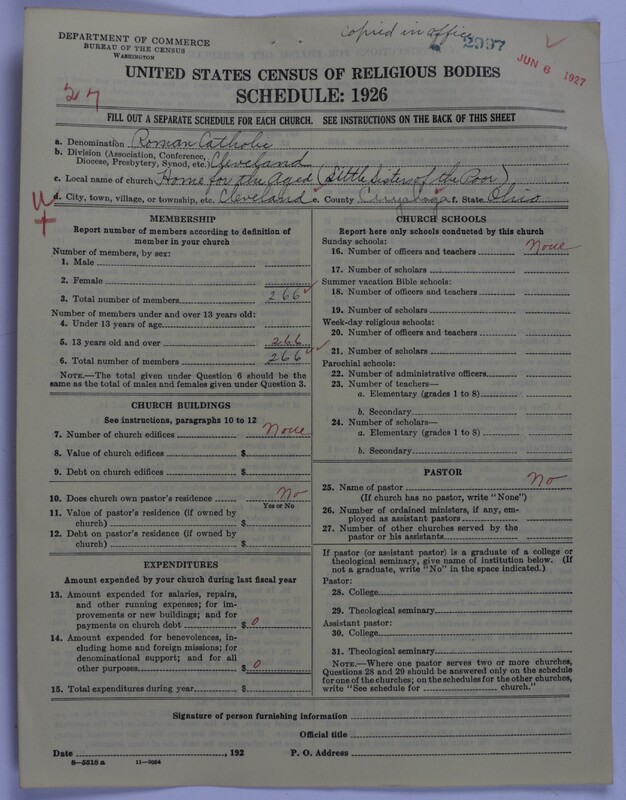 copied in office
2997
JUN 6 1927
DEPARTMENT OF COMMERCE
BUREAU OF THE CENSUS
WASHINGTON
UNITED STATES CENSUS OF RELIGIOUS BODIES
SCHEDULE: 1926
27
FILL OUT A SEPARATE SCHEDULE FOR EACH CHURCH. SEE INSTRUCTIONS ON THE BACK OF THIS SHEET
a. Denomination Roman Catholic
b. Division (Association, Conference, Diocese, Presbytery, Synod, etc.) Cleveland
c. Local name of church Home for the Aged (Little Sisters of the Poor)
d. City, town, village, or township, etc. Cleveland e. County Cuyahoga f. State Ohio
MEMBERSHIP
Report number of members according to definition of
member in your church
Number of members, by sex:
1. Male
2. Female
3. Total number of members 266
Number of members under and over 13 years old:
4. Under 13 years of age
5. 13 years old and over 266
6. Total number of members 266
NOTE.—The total given under Question 6 should be
same as the total of males and females given under Question 3.
CHURCH BUILDINGS
See instructions, paragraphs 10 to 12
7. Number of church edifices None
8. Value of church edifices $
9. Debt on church edifices $
10. Does church own pastor's residence No
Yes or No
11. Value of pastor's residence (if owned by
church) $
12. Debt on pastor's residence (if owned by
church) $
EXPENDITURES
Amount expended by your church during last fiscal year
13. Amount expended for salaries, repairs,
and other running expenses; for im-
provements or new buildings; and for
payments on church debt $ 0
14. Amount expended for benevolences, in-
cluding home and foreign missions; for
denominational support; and for all
other purposes $ 0
15. Total expenditures during year $
CHURCH SCHOOLS
Report here only schools conducted by this church
Sunday schools:
16. Number of officers and teachers None
17. Number of scholars
Summer vacation Bible schools:
18. Number of officers and teachers
19. Number of scholars
Week-day religious schools:
20. Number of officers and teachers
21. Number of scholars
Parochial schools:
22. Number of administrative officers
23. Number of teachers—
a. Elementary (grades 1 to 8)
b. Secondary
24. Number of scholars—
a. Elementary (grades 1 to 8)
b. Secondary
PASTOR
25. Name of pastor No
(If church has no pastor, write "None")
26. Number of ordained ministers, if any, em-
ployed as assistant pastors
27. Number of other churches served by the
pastor or his assistants
If pastor (or assistant pastor) is a graduate of a college or
theological seminary, give name of institution below. (If
not a graduate, write "No" in the space indicated.)
Pastor:
28. College
29. Theological seminary
Assistant pastor:
30. College
31. Theological seminary
NOTE.—Where one pastor serves two or more churches,
Questions 28 and 29 should be answered only on the schedule
for one of the churches; on the schedules for the other churches,
write "See schedule for church."
Signature of person furnishing information
Official title
Date , 192 P. O. Address
8—5518 a 11—9054